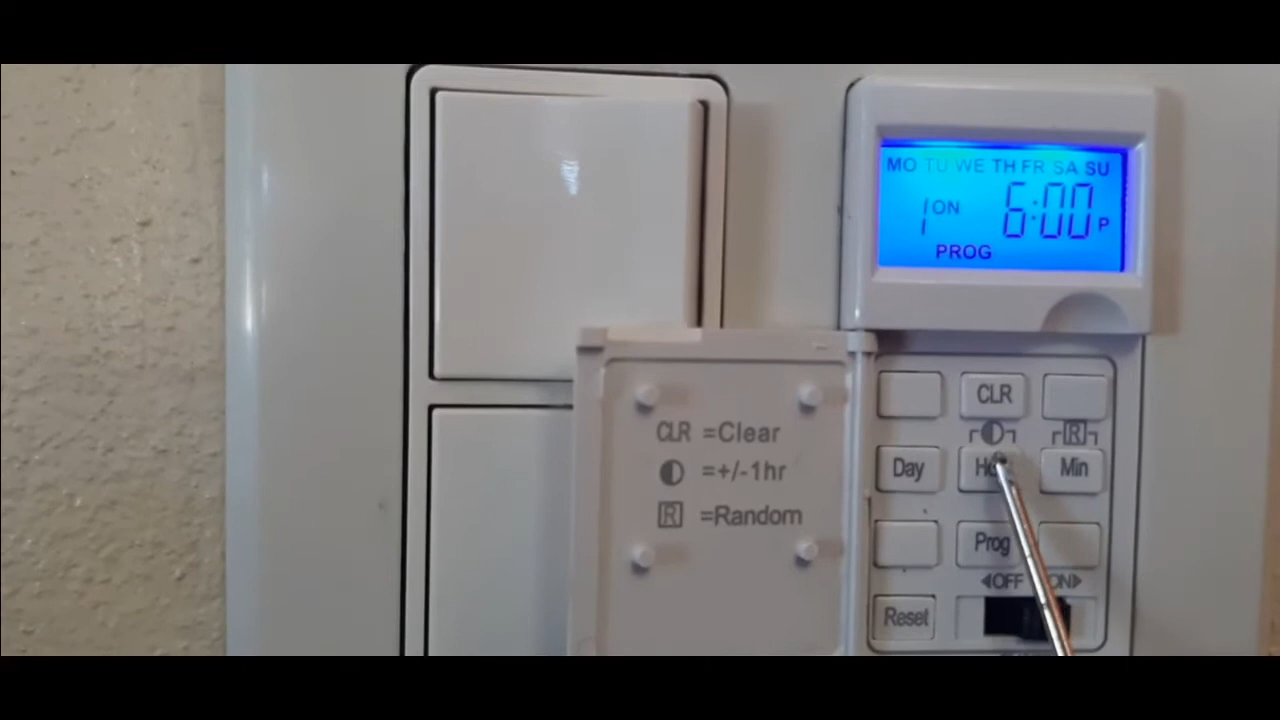 MO TU WE TH FR SA SU
1 ON 6:00 P
PROG
CLR =Clear
◐ =+/-1hr
R =Random
CLR
R
Day
Min
Prog
◀OFF ON▶
Reset